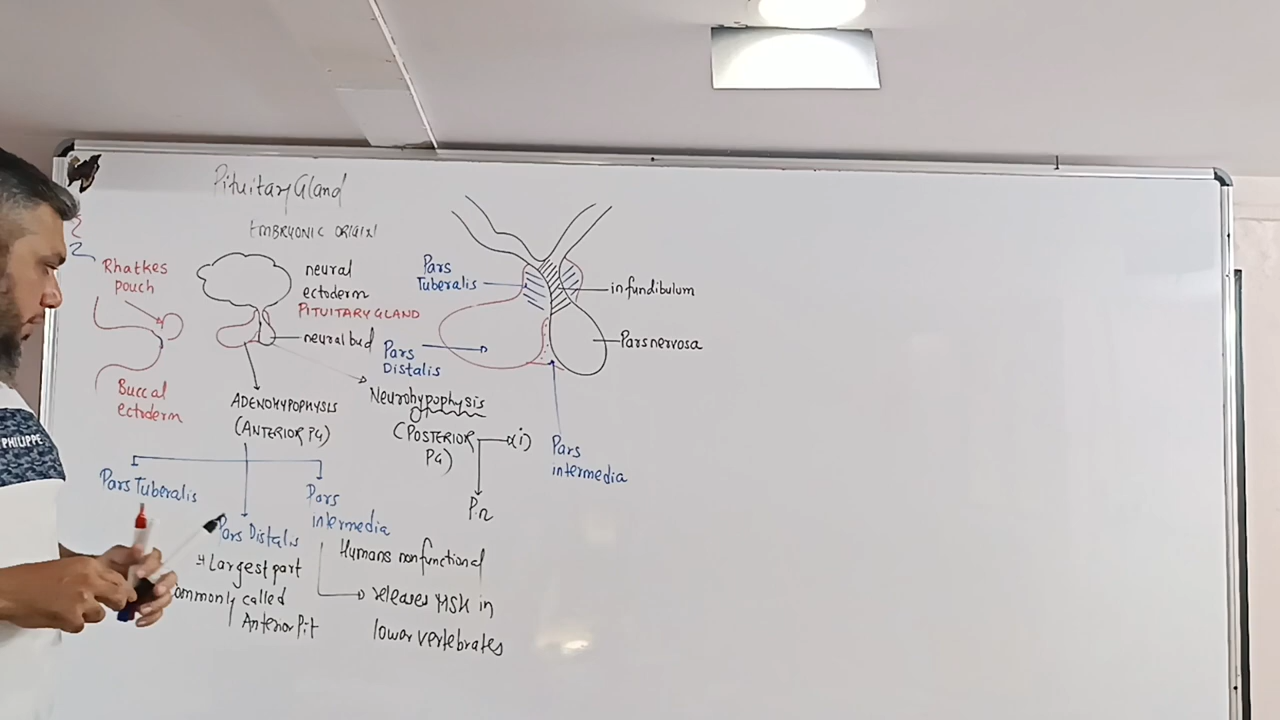 Pituitary Gland
EMBRYONIC ORIGIN
Rhatkes
pouch
neural
ectoderm
PITUITARY GLAND
neural bud
Buccal
ectoderm
Pars
Tuberalis
infundibulum
Pars nervosa
Pars
Distalis
Pars
intermedia
ADENOHYPOPHYSIS
(ANTERIOR PG)
Neurohypophysis
(POSTERIOR
PG)
(i)
P.n
Pars Tuberalis
Pars Distalis
Largest part
commonly called
Anterior Pit
Pars
intermedia
Humans nonfunctional
releases MSH in
lower vertebrates
PHILIPPE